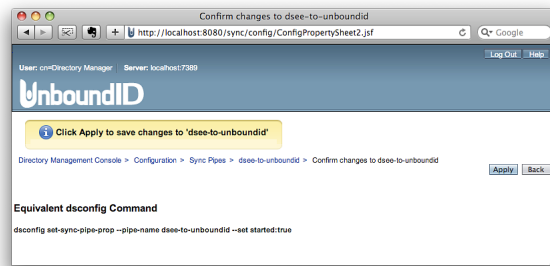 Confirm changes to dsee-to-unboundid
http://localhost:8080/sync/config/ConfigPropertySheet2.jsf
Google
Log Out Help
User: cn=Directory Manager Server: localhost:7389
UnboundID
Click Apply to save changes to 'dsee-to-unboundid'
Directory Management Console > Configuration > Sync Pipes > dsee-to-unboundid > Confirm changes to dsee-to-unboundid
Apply Back
Equivalent dsconfig Command
dsconfig set-sync-pipe-prop --pipe-name dsee-to-unboundid --set started:true